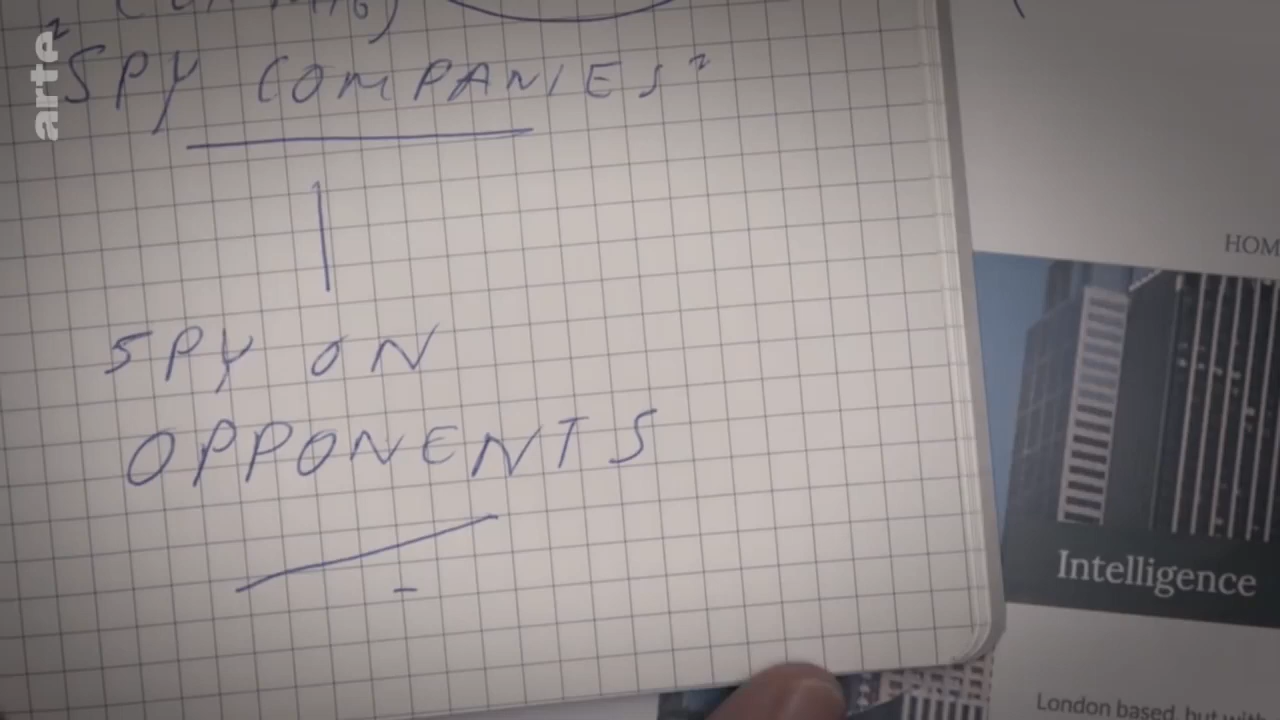 "SPY COMPANIES"
SPY ON
OPPONENTS
arte
HOM
Intelligence
London based, but with